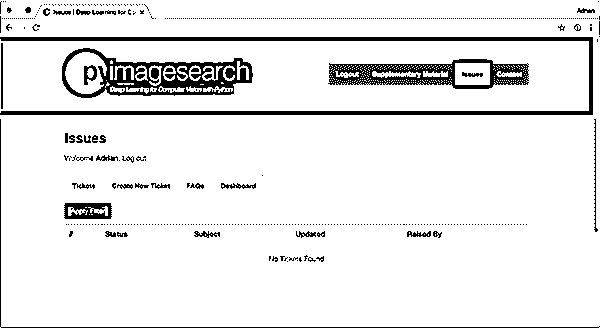 Issues | Deep Learning for C
Adrian
pyimagesearch
Deep Learning for Computer Vision with Python
Logout Supplementary Material Issues Contact
Issues
Welcome Adrian, Log out
Tickets Create New Ticket FAQs Dashboard
Apply Filter
# Status Subject Updated Raised By
No Tickets Found